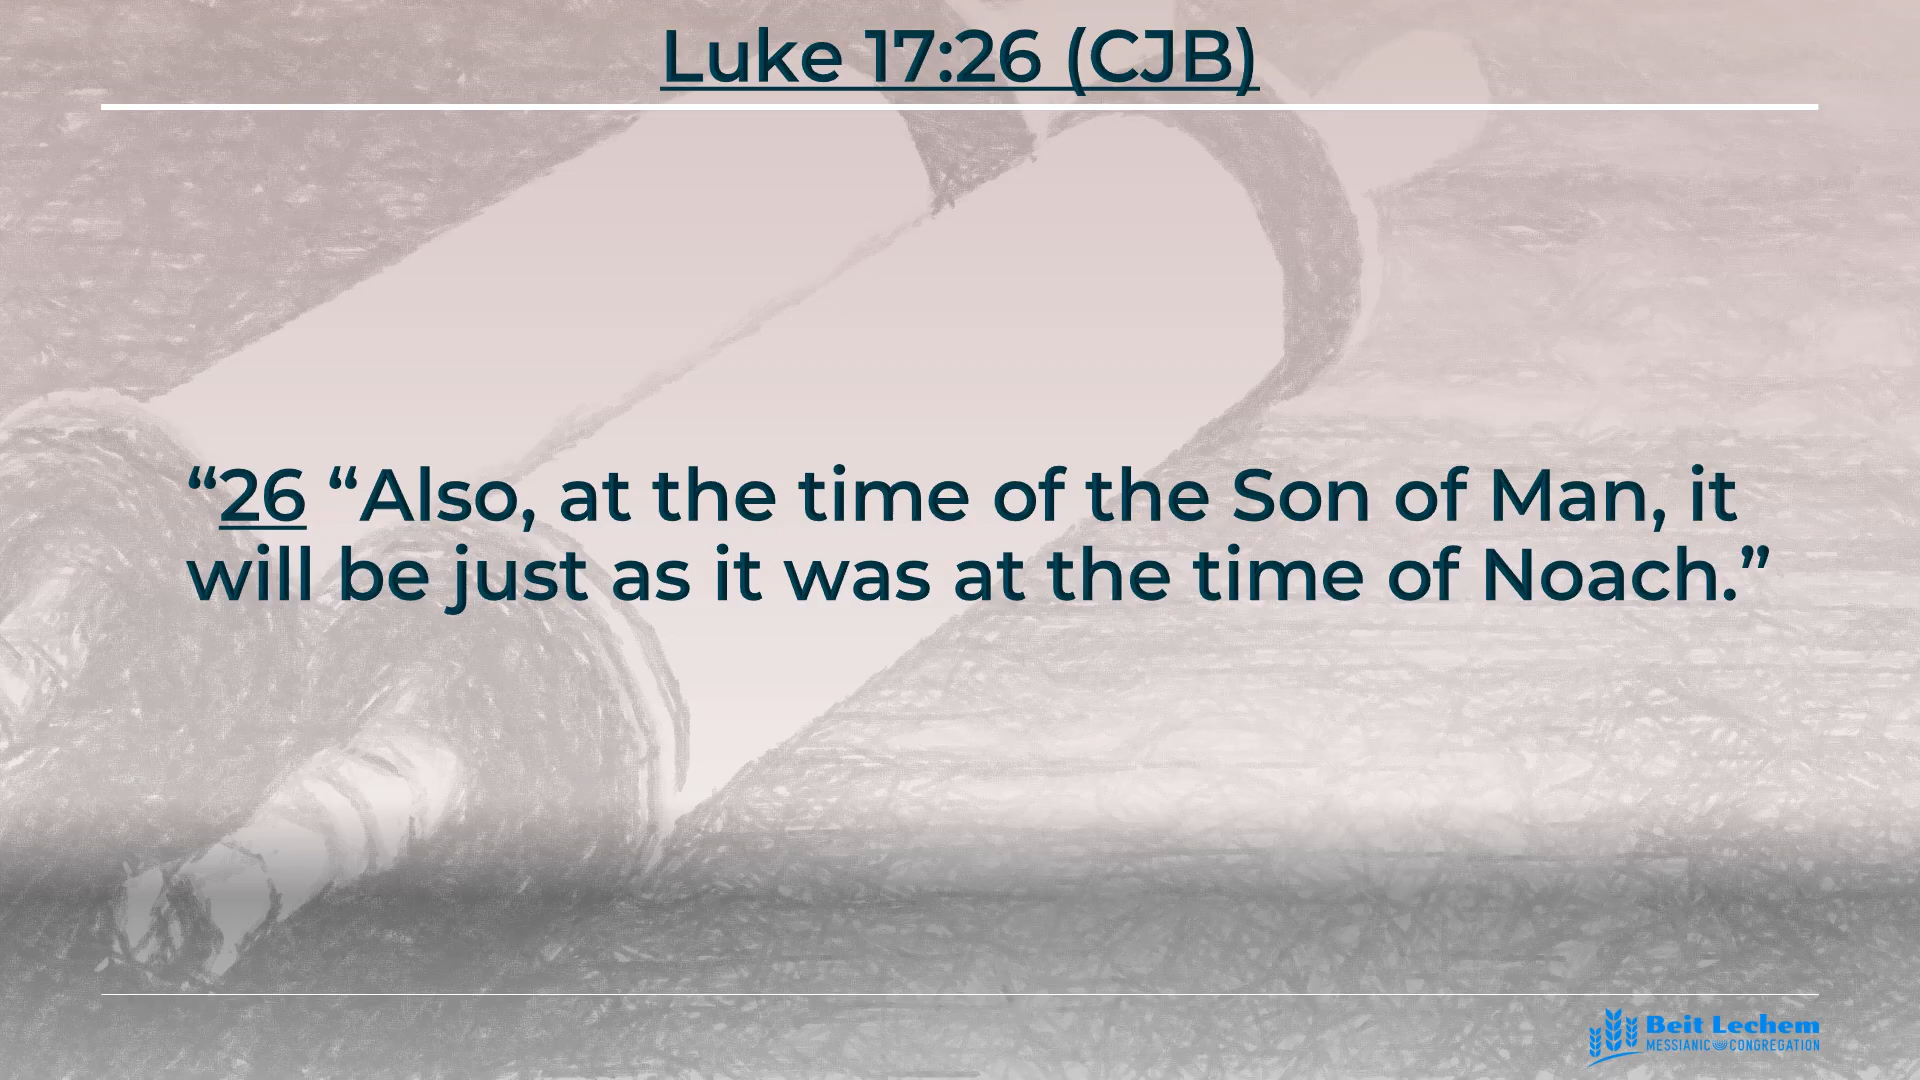 Luke 17:26 (CJB)
“26 “Also, at the time of the Son of Man, it
will be just as it was at the time of Noach.”
Beit Lechem
MESSIANIC CONGREGATION